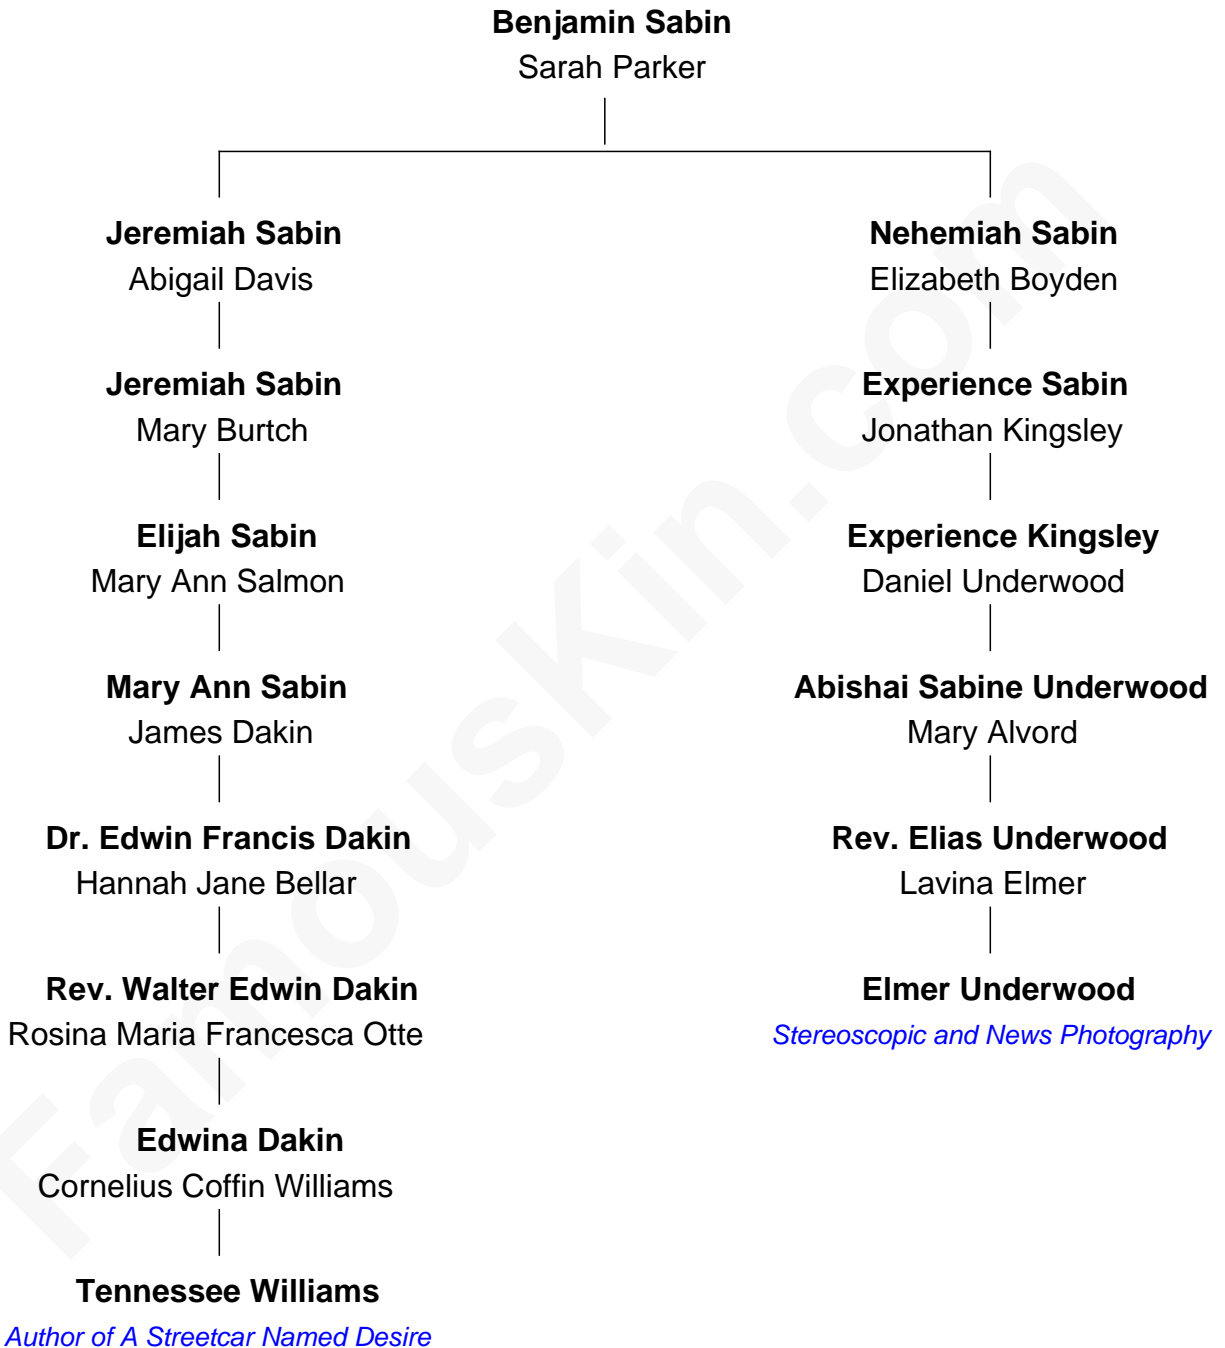 Benjamin Sabin
Sarah Parker
Jeremiah Sabin
Abigail Davis
Nehemiah Sabin
Elizabeth Boyden
Jeremiah Sabin
Mary Burtch
Experience Sabin
Jonathan Kingsley
Elijah Sabin
Mary Ann Salmon
Experience Kingsley
Daniel Underwood
Mary Ann Sabin
James Dakin
Abishai Sabine Underwood
Mary Alvord
Dr. Edwin Francis Dakin
Hannah Jane Bellar
Rev. Elias Underwood
Lavina Elmer
Rev. Walter Edwin Dakin
Rosina Maria Francesca Otte
Elmer Underwood
Stereoscopic and News Photography
Edwina Dakin
Cornelius Coffin Williams
Tennessee Williams
Author of A Streetcar Named Desire
FamousKin.com